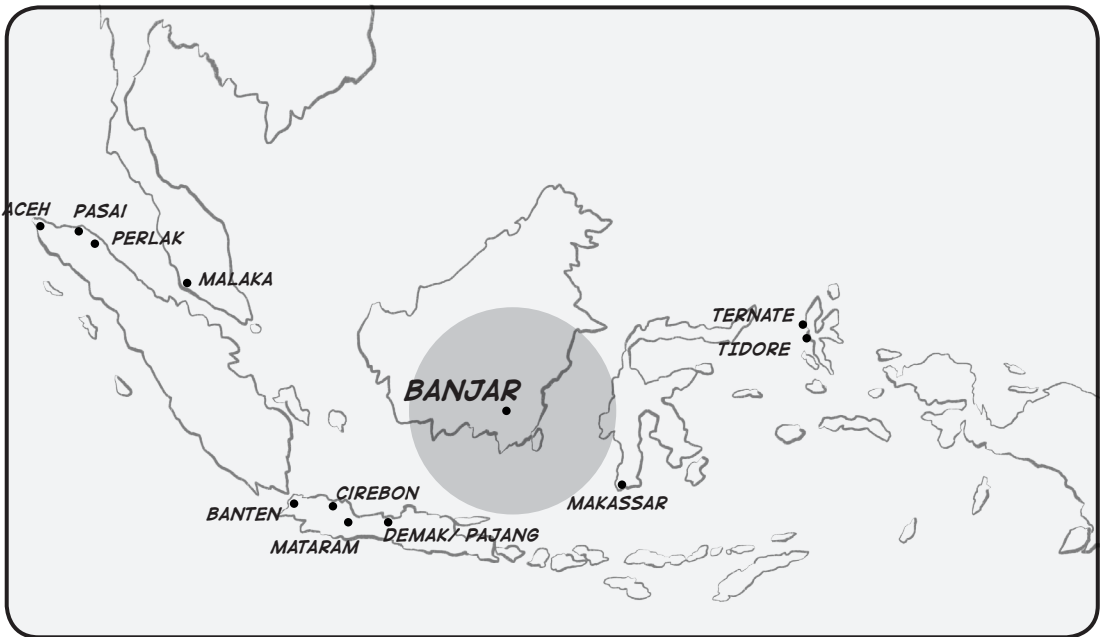 ACEH
PASAI
PERLAK
MALAKA
TERNATE
TIDORE
BANJAR
CIREBON
BANTEN
MAKASSAR
DEMAK/ PAJANG
MATARAM